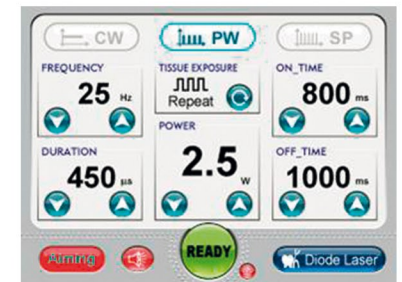 CW
PW
SP
FREQUENCY
25 Hz
TISSUE EXPOSURE
Repeat
ON_TIME
800 ms
DURATION
450 µs
POWER
2.5 W
OFF_TIME
1000 ms
Aiming
READY
Diode Laser